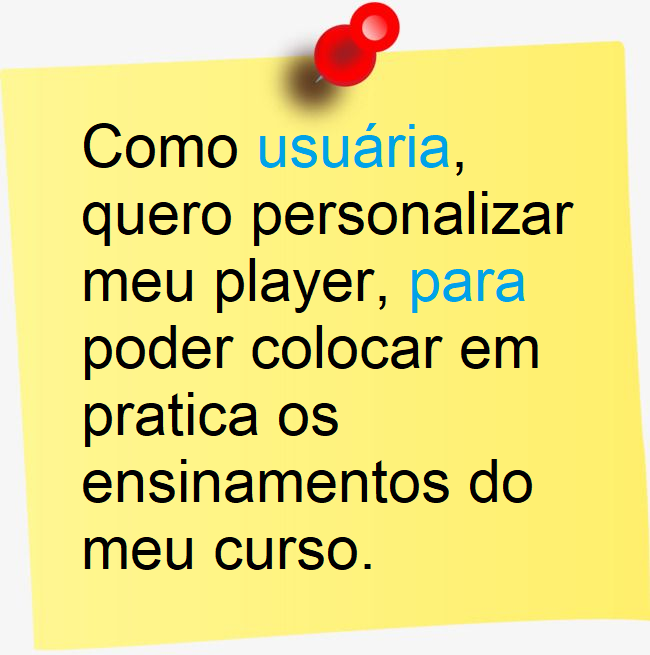 Como usuária,
quero personalizar
meu player, para
poder colocar em
pratica os
ensinamentos do
meu curso.